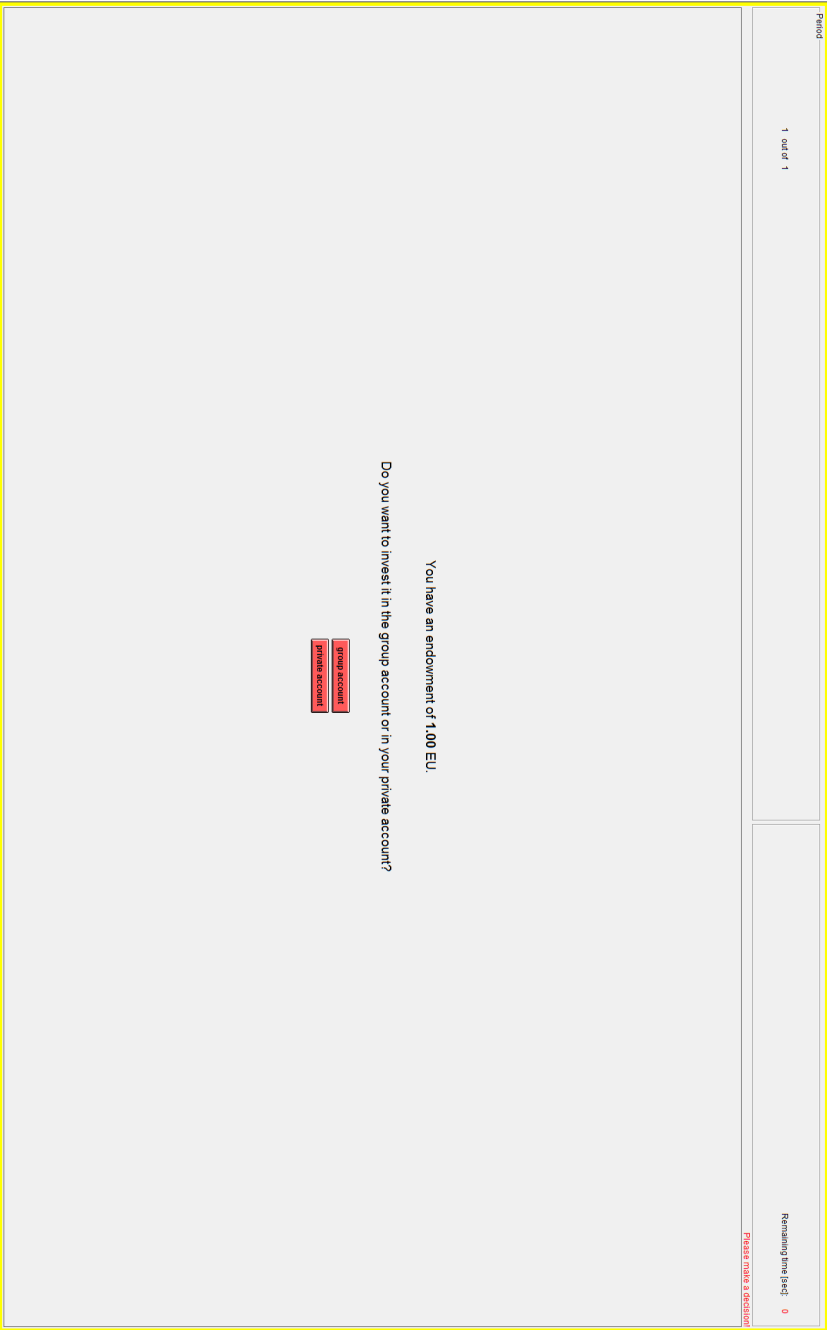 Period
1 out of 1
Remaining time [sec]: 0
Please make a decision!
You have an endowment of 1.00 EU.
Do you want to invest it in the group account or in your private account?
group account
private account